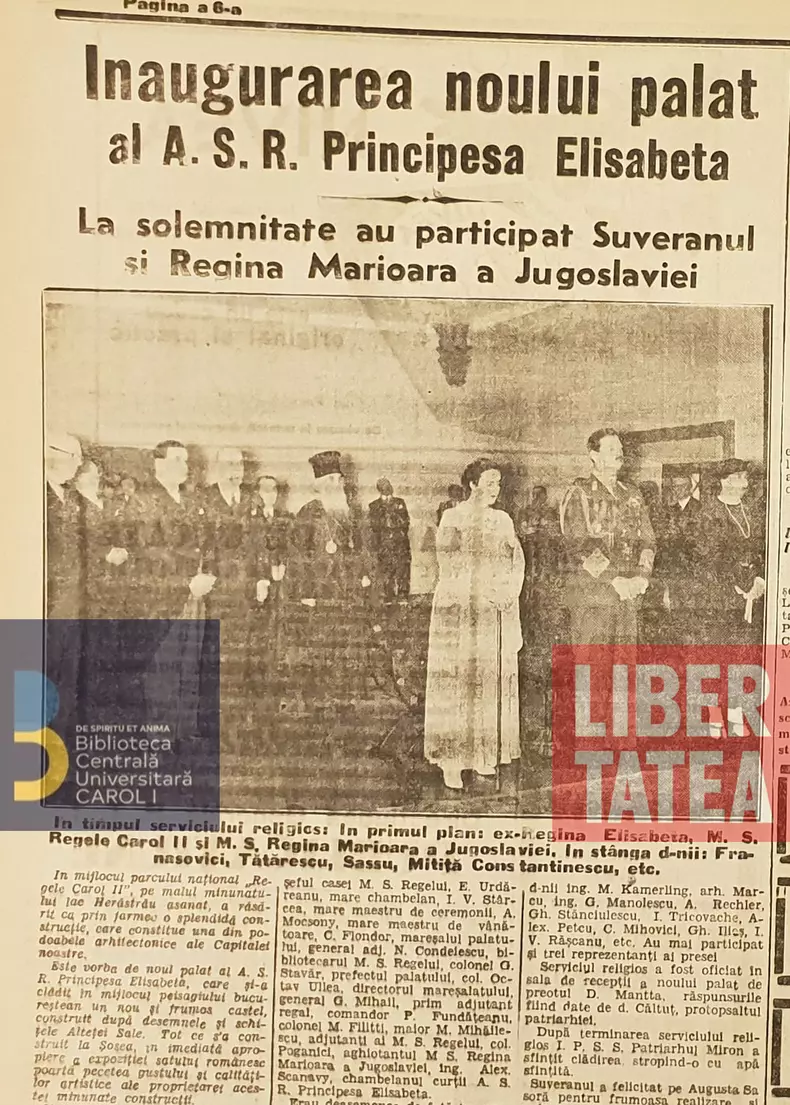 Pagina a 6-a
Inaugurarea noului palat
al A. S. R. Principesa Elisabeta
La solemnitate au participat Suveranul
și Regina Marioara a Jugoslaviei
DE SPIRITU ET ANIMA
Biblioteca
Centrală
Universitară
CAROL I
LIBER
TATEA
In timpul serviciului religios: In primul plan: ex-Regina Elisabeta, M. S.
Regele Carol II și M. S. Regina Marioara a Jugoslaviei. In stânga d-nii: Fra-
nasovici, Tătărescu, Sassu, Mitiță Constantinescu, etc.
In mijlocul parcului național „Re-
gele Carol II”, pe malul minunatu-
lui lac Herăstrău asanat, a răsă-
rit ca prin farmec o splendidă con-
strucție, care constitue una din po-
doabele arhitectonice ale Capitalei
noastre.
Este vorba de noul palat al A. S.
R. Principesa Elisabeta, care și-a
clădit în mijlocul peisagiului bucu-
reștean un nou și frumos castel,
construit după desemnele și schi-
țele Alteței Sale. Tot ce s'a con-
struit la Șosea, în imediată apro-
piere a expoziției satului românesc
poartă pecetea gustului și calități-
lor artistice ale proprietarei aces-
tei minunate construcții.
șeful casei M. S. Regelui, E. Urdă-
reanu, mare chambelan, I. V. Stâr-
cea, mare maestru de ceremonii, A.
Mocsony, mare maestru de vână-
toare, C. Flondor, mareșalul palatu-
lui, general adj. N. Condeescu, bi-
bliotecarul M. S. Regelui, colonel G.
Stavăr, prefectul palatului, col. Oc-
tav Ullea, directorul mareșalatului,
general G. Mihail, prim adjutant
regal, comandor P. Fundățeanu,
colonel M. Filitti, maior M. Mihăile-
scu, adjutanți ai M. S. Regelui, col.
Poganici, aghiotantul M. S. Regina
Marioara a Jugoslaviei, ing. Alex.
Scanavy, chambelanul curții A. S.
R. Principesa Elisabeta.
d-nii ing. M. Kamerling, arh. Mar-
cu, ing. G. Manolescu, A. Rechler,
Gh. Stănciulescu, I. Tricovache, A-
lex. Petcu, C. Mihovici, Gh. Ilieș, I.
V. Rășcanu, etc. Au mai participat
și trei reprezentanți ai presei
Serviciul religios a fost oficiat în
sala de recepții a noului palat de
preotul D. Mantta, răspunsurile
fiind date de d. Călțuț, protopsaltul
patriarhiei.
După terminarea serviciului reli-
gios I. P. S. S. Patriarhul Miron a
sfințit clădirea, stropind-o cu apă
sfințită.
Suveranul a felicitat pe Augusta Sa
soră pentru frumoasa realizare, și